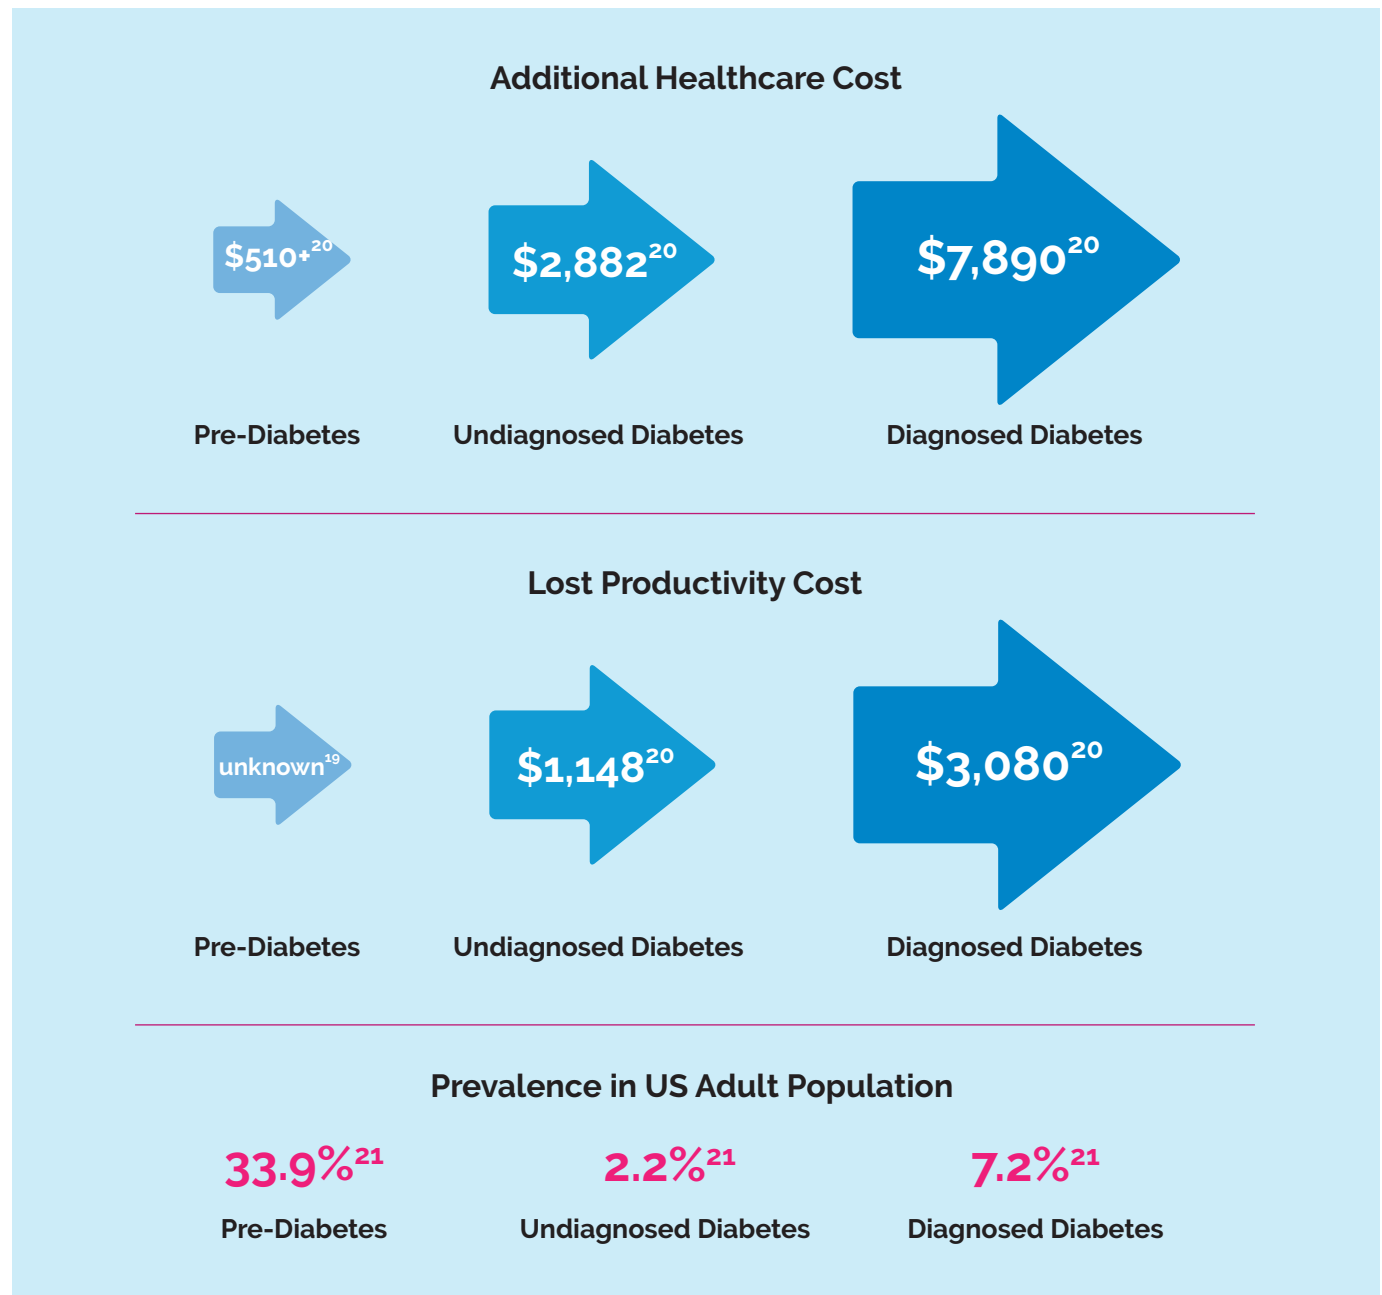 Additional Healthcare Cost
$510+20 $2,88220 $7,89020
Pre-Diabetes Undiagnosed Diabetes Diagnosed Diabetes
Lost Productivity Cost
unknown19 $1,14820 $3,08020
Pre-Diabetes Undiagnosed Diabetes Diagnosed Diabetes
Prevalence in US Adult Population
33.9%21 2.2%21 7.2%21
Pre-Diabetes Undiagnosed Diabetes Diagnosed Diabetes